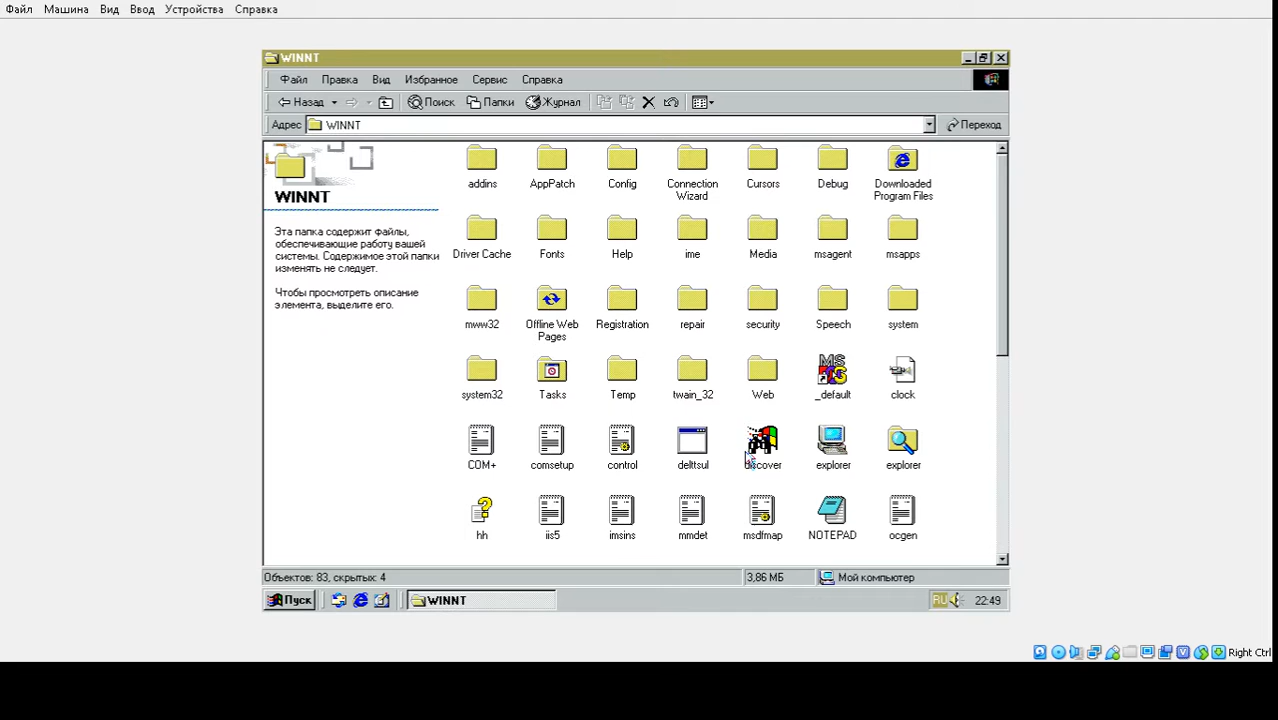 Файл Машина Вид Ввод Устройства Справка
WINNT
Файл Правка Вид Избранное Сервис Справка
Назад Поиск Папки Журнал
Адрес WINNT Переход
WINNT
Эта папка содержит файлы,
обеспечивающие работу вашей
системы. Содержимое этой папки
изменять не следует.
Чтобы просмотреть описание
элемента, выделите его.
addins AppPatch Config Connection Wizard Cursors Debug Downloaded Program Files
Driver Cache Fonts Help ime Media msagent msapps
mww32 Offline Web Pages Registration repair security Speech system
system32 Tasks Temp twain_32 Web _default clock
COM+ comsetup control delttsul discover explorer explorer
hh iis5 imsins mmdet msdfmap NOTEPAD ocgen
Объектов: 83, скрытых: 4 3,86 МБ Мой компьютер
Пуск WINNT RU 22:49
Right Ctrl